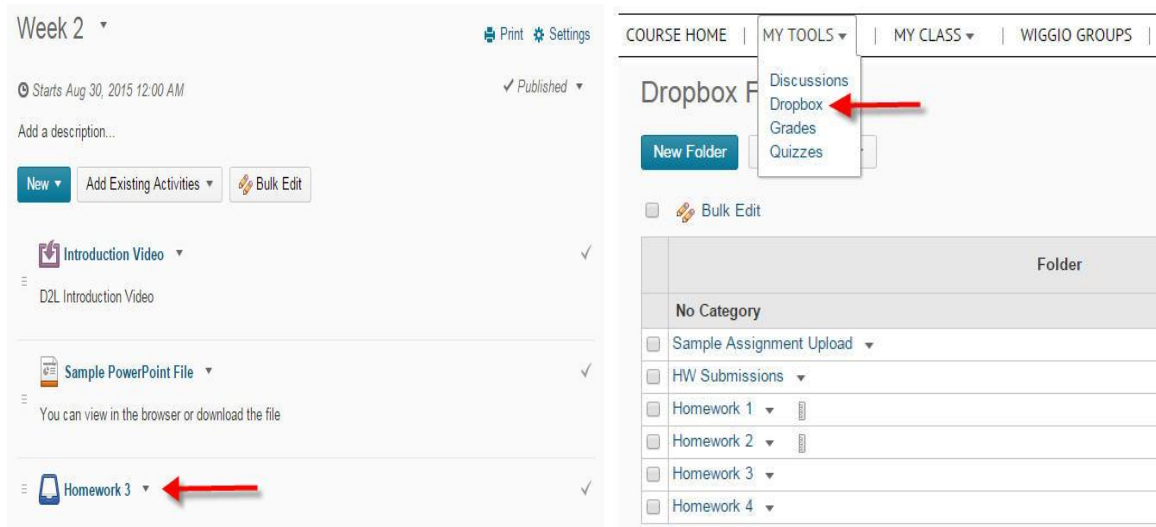 Week 2
Print Settings
Starts Aug 30, 2015 12:00 AM
Published
Add a description...
New Add Existing Activities Bulk Edit
Introduction Video
D2L Introduction Video
Sample PowerPoint File
You can view in the browser or download the file
Homework 3
COURSE HOME | MY TOOLS | MY CLASS | WIGGIO GROUPS |
Dropbox F
Discussions
Dropbox
Grades
Quizzes
New Folder
Bulk Edit
Folder
No Category
Sample Assignment Upload
HW Submissions
Homework 1
Homework 2
Homework 3
Homework 4